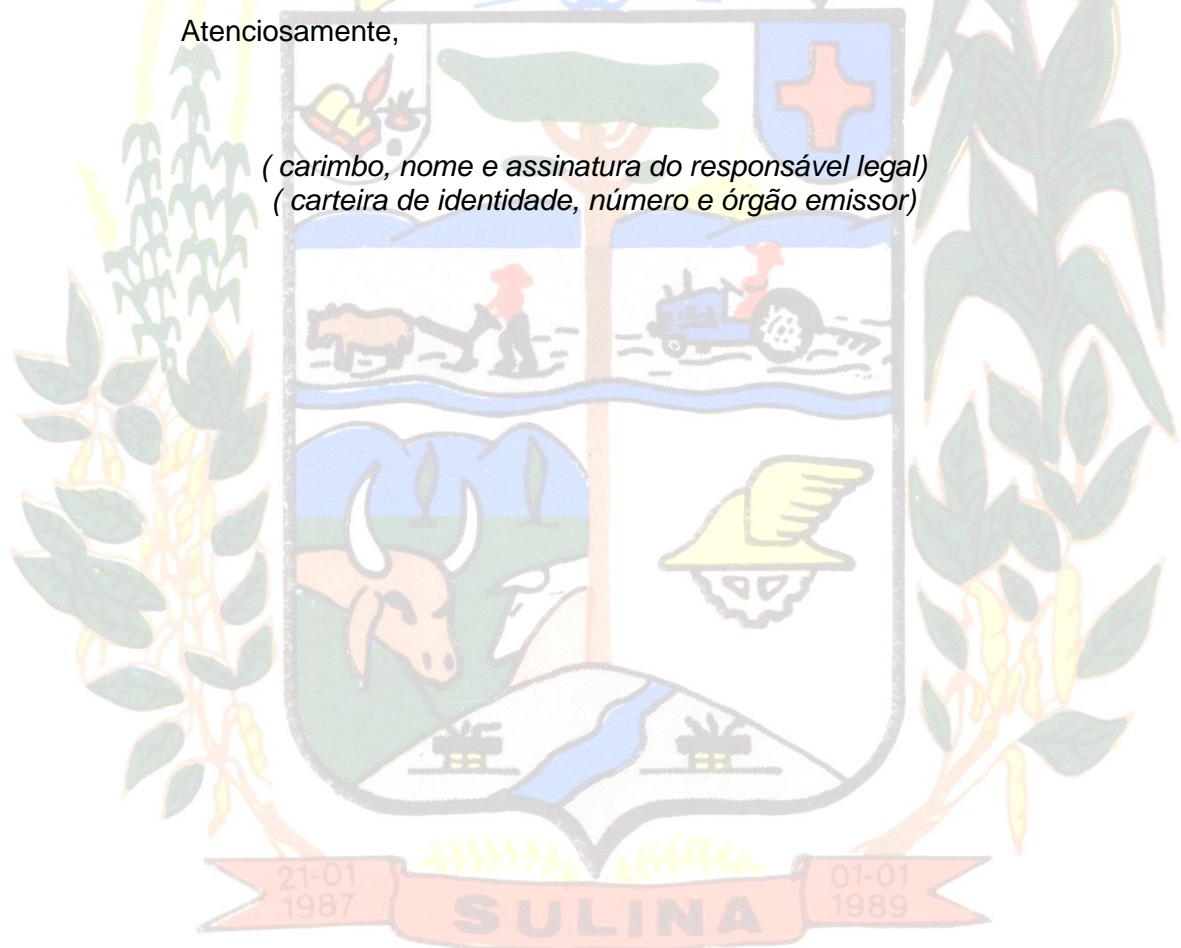 Atenciosamente,
( carimbo, nome e assinatura do responsável legal)
( carteira de identidade, número e órgão emissor)
21-01
1987
SULINA
01-01
1989